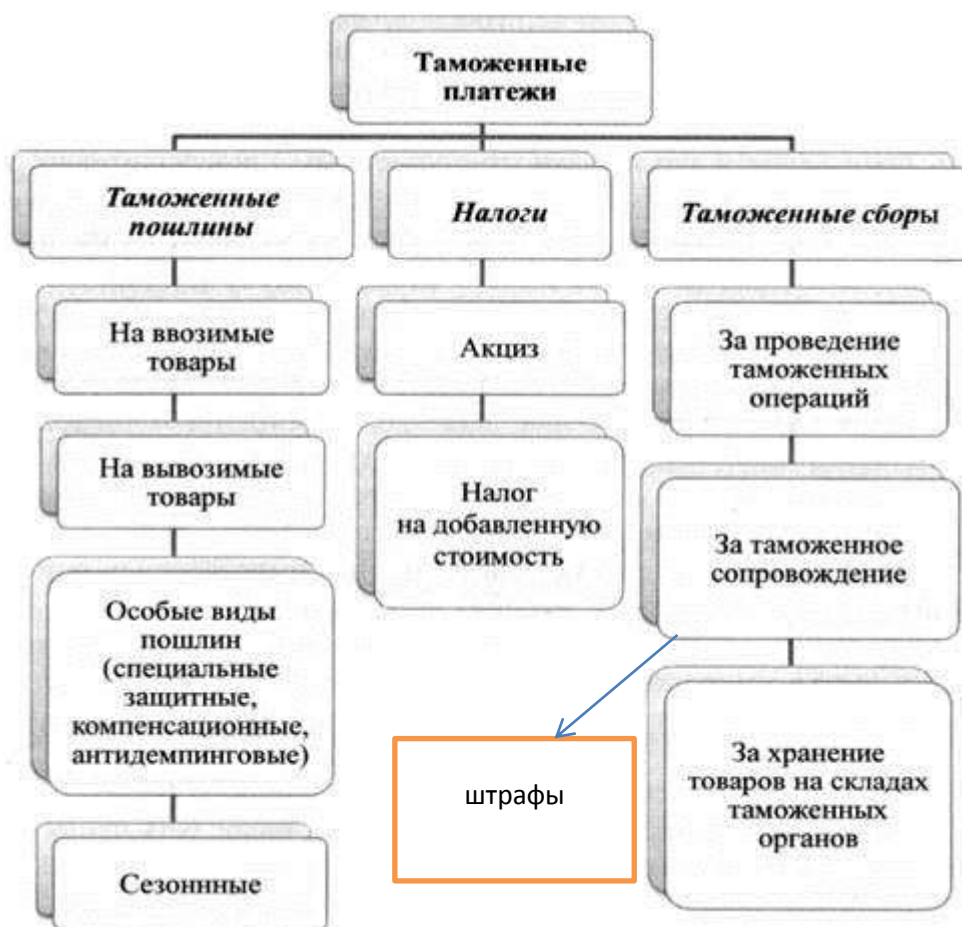 Таможенные
платежи
Таможенные
пошлины
На ввозимые
товары
На вывозимые
товары
Особые виды
пошлин
(специальные
защитные,
компенсационные,
антидемпинговые)
Сезоннные
Налоги
Акциз
Налог
на добавленную
стоимость
Таможенные сборы
За проведение
таможенных
операций
За таможенное
сопровождение
штрафы
За хранение
товаров на складах
таможенных
органов